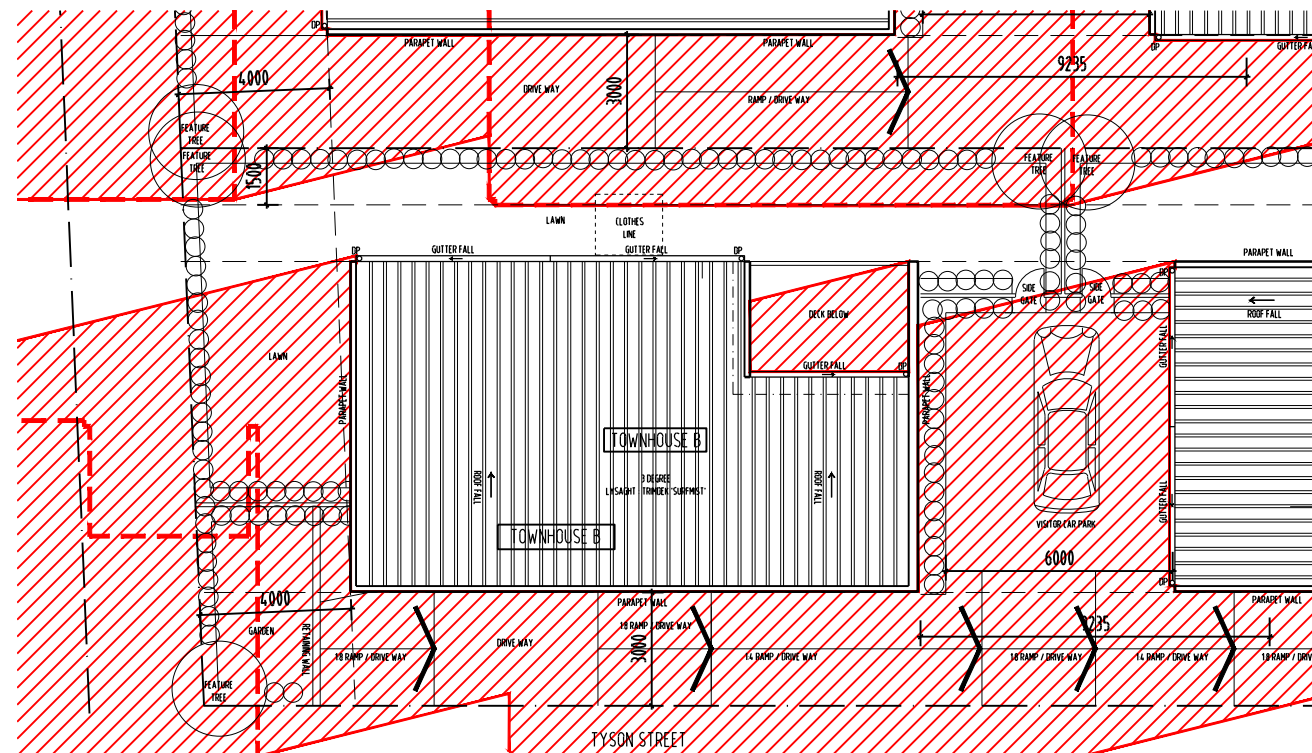 DP
PARAPET WALL
PARAPET WALL
DP
GUTTER FALL
4000
DRIVE WAY
3000
RAMP / DRIVE WAY
9235
FEATURE
TREE
FEATURE
TREE
FEATURE
TREE
FEATURE
TREE
1500
LAWN
CLOTHES
LINE
DP
GUTTER FALL
GUTTER FALL
DP
PARAPET WALL
DP
SIDE
GATE
SIDE
GATE
ROOF FALL
DECK BELOW
LAWN
GUTTER FALL
DP
GUTTER FALL
PARAPET WALL
PARAPET WALL
TOWNHOUSE B
3 DEGREE
LYSAGHT TRIMDEK 'SURFMIST'
ROOF FALL
ROOF FALL
GUTTER FALL
VISITOR CAR PARK
TOWNHOUSE B
6000
DP
4000
PARAPET WALL
PARAPET WALL
GARDEN
RETAINING WALL
1:8 RAMP / DRIVE WAY
DRIVE WAY
3000
9235
1:8 RAMP / DRIVE WAY
1:4 RAMP / DRIVE WAY
1:8 RAMP / DRIVE WAY
1:4 RAMP / DRIVE WAY
1:8 RAMP / DRIVE
FEATURE
TREE
TYSON STREET